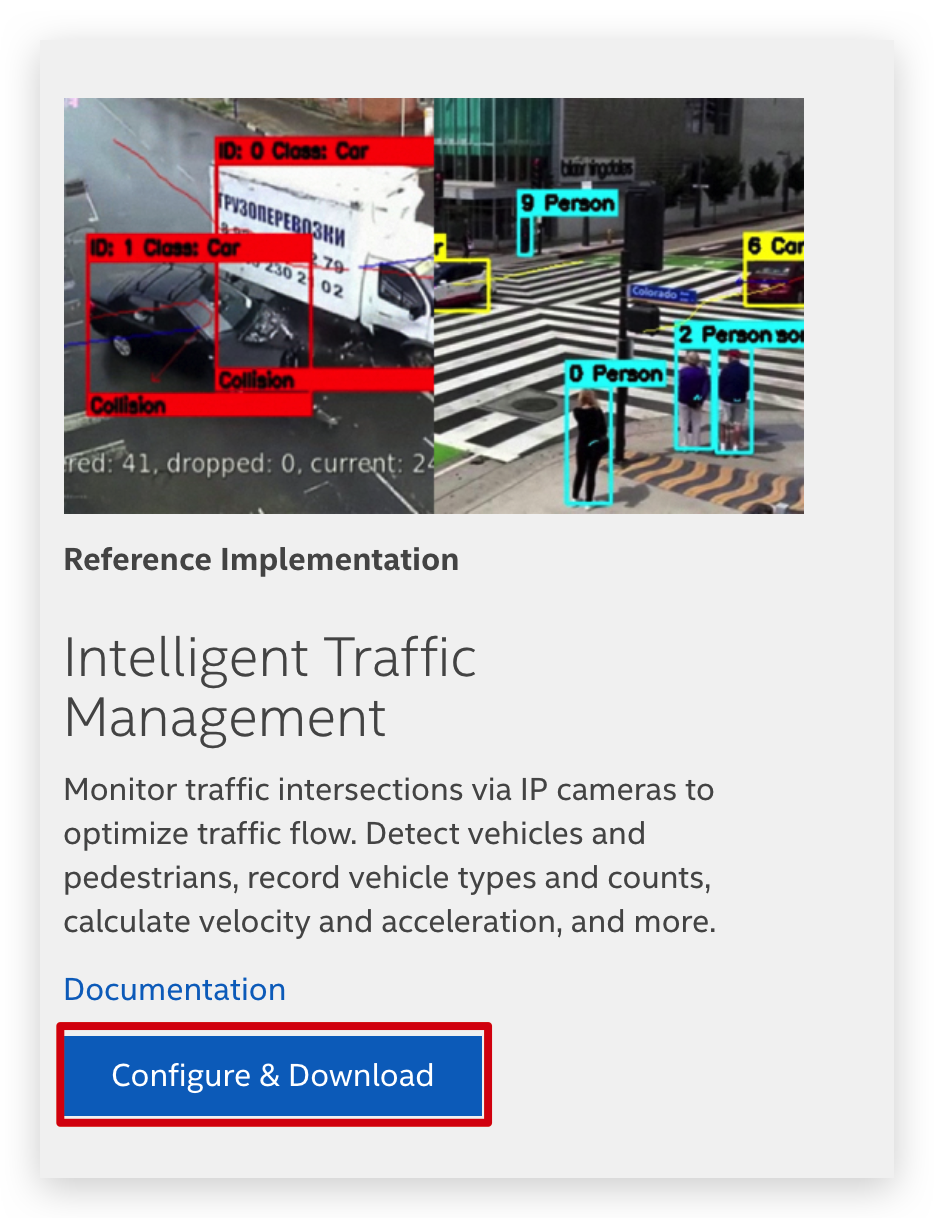 ID: 0 Class: Car
ГРУЗОПЕРЕВОЗКИ
ID: 1 Class: Car
2.79
230 2 02
Collision
Collision
red: 41, dropped: 0, current: 24
9 Person
6 Car
Colorado
2 Person
0 Person
Reference Implementation
Intelligent Traffic
Management
Monitor traffic intersections via IP cameras to
optimize traffic flow. Detect vehicles and
pedestrians, record vehicle types and counts,
calculate velocity and acceleration, and more.
Documentation
Configure & Download